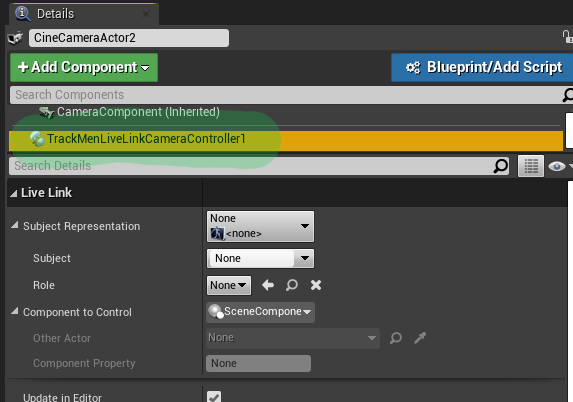 Details
CineCameraActor2
+ Add Component
Blueprint/Add Script
Search Components
CameraComponent (Inherited)
TrackMenLiveLinkCameraController1
Search Details
Live Link
Subject Representation
None
<none>
Subject
None
Role
None
Component to Control
SceneCompone
Other Actor
None
Component Property
None
Update in Editor